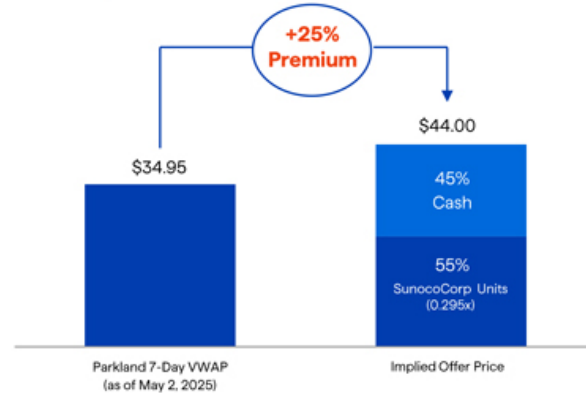 +25%
Premium
$34.95
$44.00
45%
Cash
55%
SunocoCorp Units
(0.295x)
Parkland 7-Day VWAP
(as of May 2, 2025)
Implied Offer Price